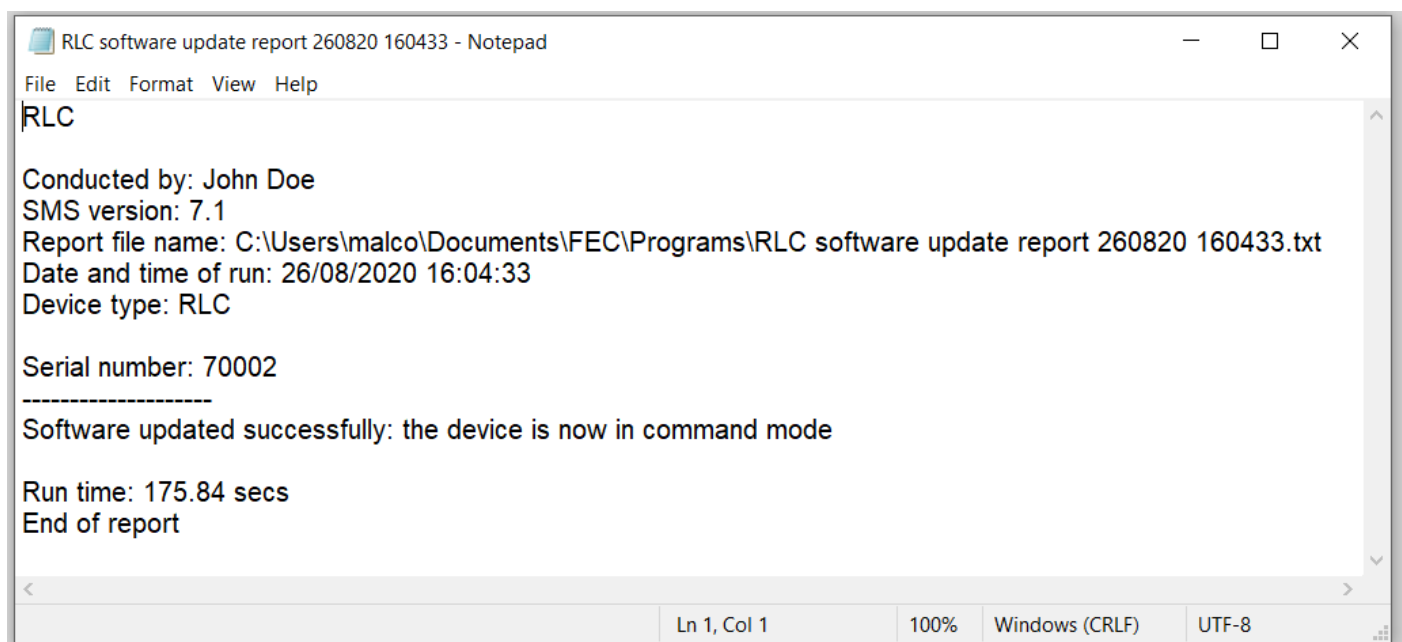 RLC software update report 260820 160433 - Notepad
File Edit Format View Help
RLC
Conducted by: John Doe
SMS version: 7.1
Report file name: C:\Users\malco\Documents\FEC\Programs\RLC software update report 260820 160433.txt
Date and time of run: 26/08/2020 16:04:33
Device type: RLC
Serial number: 70002
--------------------
Software updated successfully: the device is now in command mode
Run time: 175.84 secs
End of report
Ln 1, Col 1 100% Windows (CRLF) UTF-8